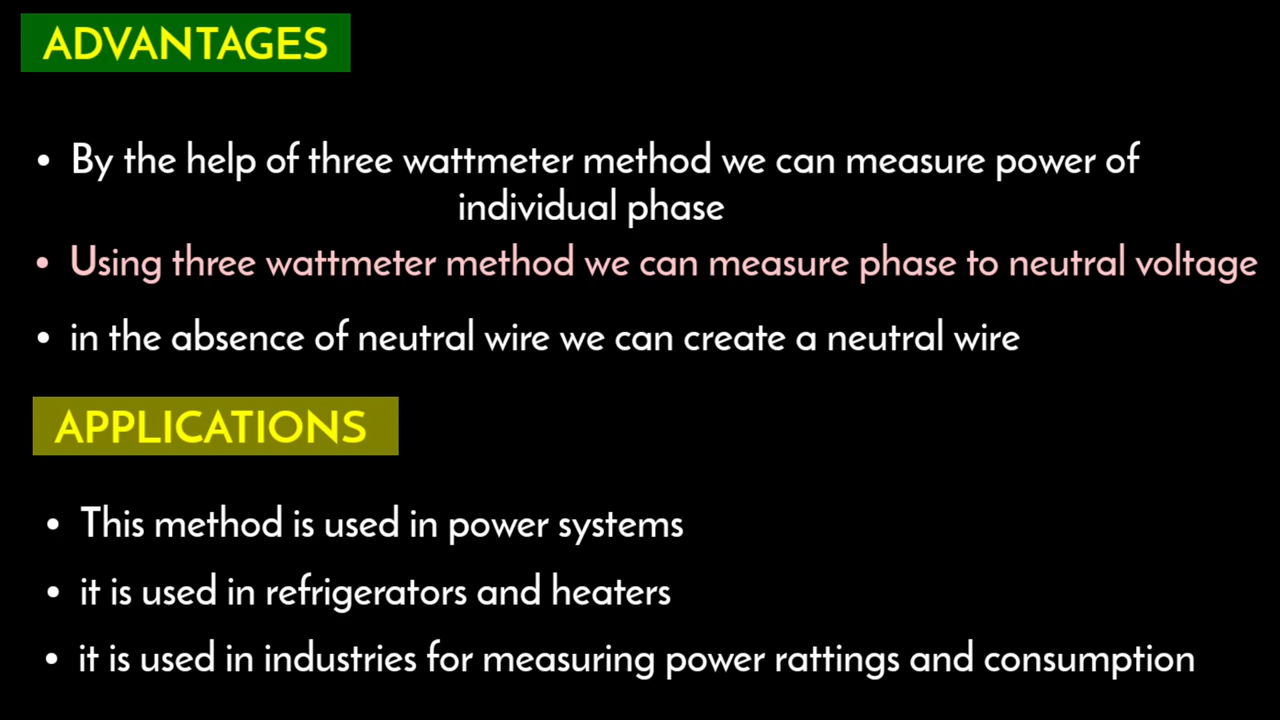 ADVANTAGES
• By the help of three wattmeter method we can measure power of
individual phase
• Using three wattmeter method we can measure phase to neutral voltage
• in the absence of neutral wire we can create a neutral wire
APPLICATIONS
• This method is used in power systems
• it is used in refrigerators and heaters
• it is used in industries for measuring power rattings and consumption